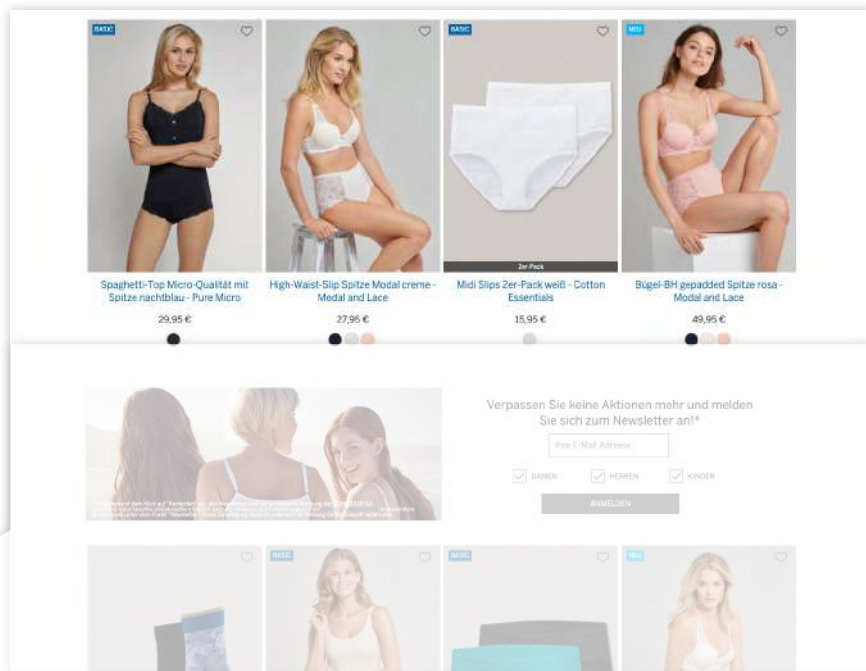 BASIC
BASIC
NEU
2er-Pack
Spaghetti-Top Micro-Qualität mit
Spitze nachtblau - Pure Micro
29,95 €
High-Waist-Slip Spitze Modal creme -
Modal and Lace
27,95 €
Midi Slips 2er-Pack weiß - Cotton
Essentials
15,95 €
Bügel-BH gepadded Spitze rosa -
Modal and Lace
49,95 €
Verpassen Sie keine Aktionen mehr und melden
Sie sich zum Newsletter an!*
Ihre E-Mail Adresse
DAMEN
HERREN
KINDER
ANMELDEN
BASIC
BASIC
NEU